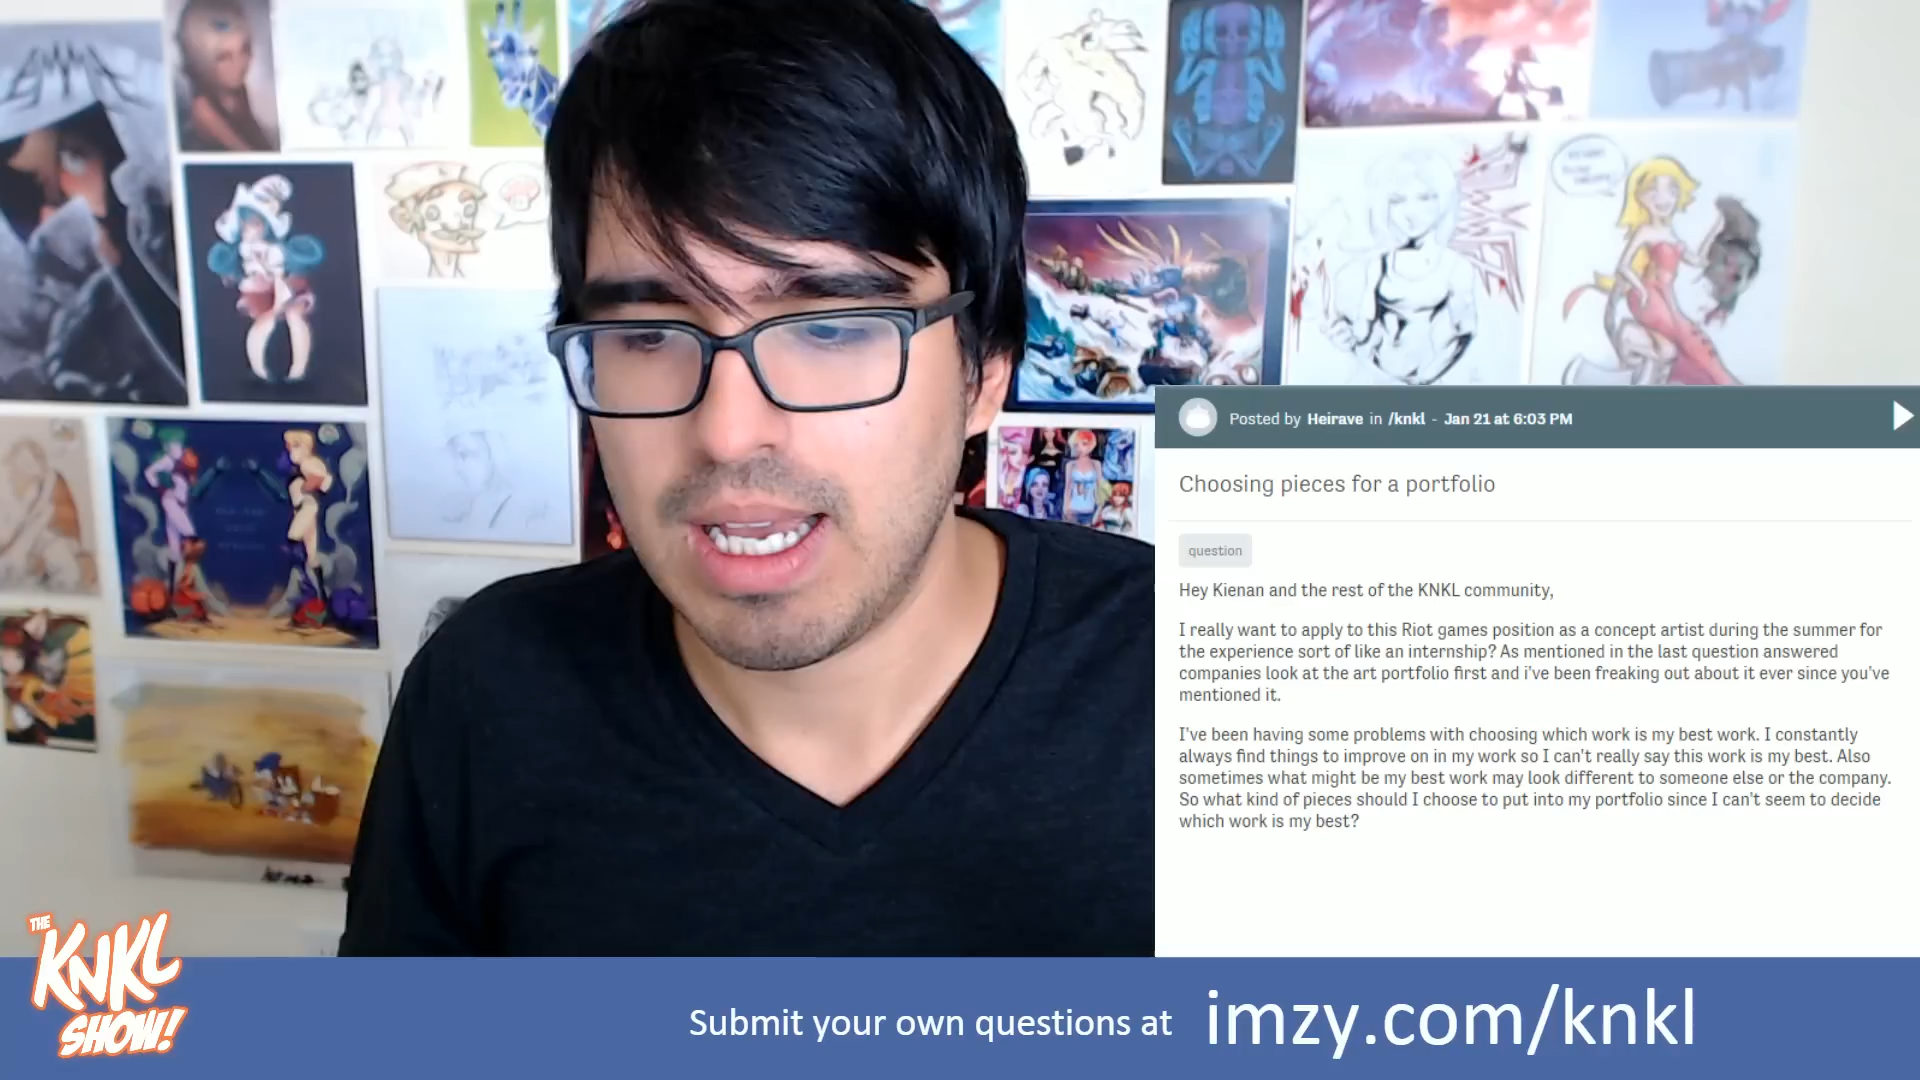 Posted by Heirave in /knkl - Jan 21 at 6:03 PM
Choosing pieces for a portfolio
question
Hey Kienan and the rest of the KNKL community,
I really want to apply to this Riot games position as a concept artist during the summer for
the experience sort of like an internship? As mentioned in the last question answered
companies look at the art portfolio first and i've been freaking out about it ever since you've
mentioned it.
I've been having some problems with choosing which work is my best work. I constantly
always find things to improve on in my work so I can't really say this work is my best. Also
sometimes what might be my best work may look different to someone else or the company.
So what kind of pieces should I choose to put into my portfolio since I can't seem to decide
which work is my best?
THE
KNKL
SHOW!
Submit your own questions at imzy.com/knkl